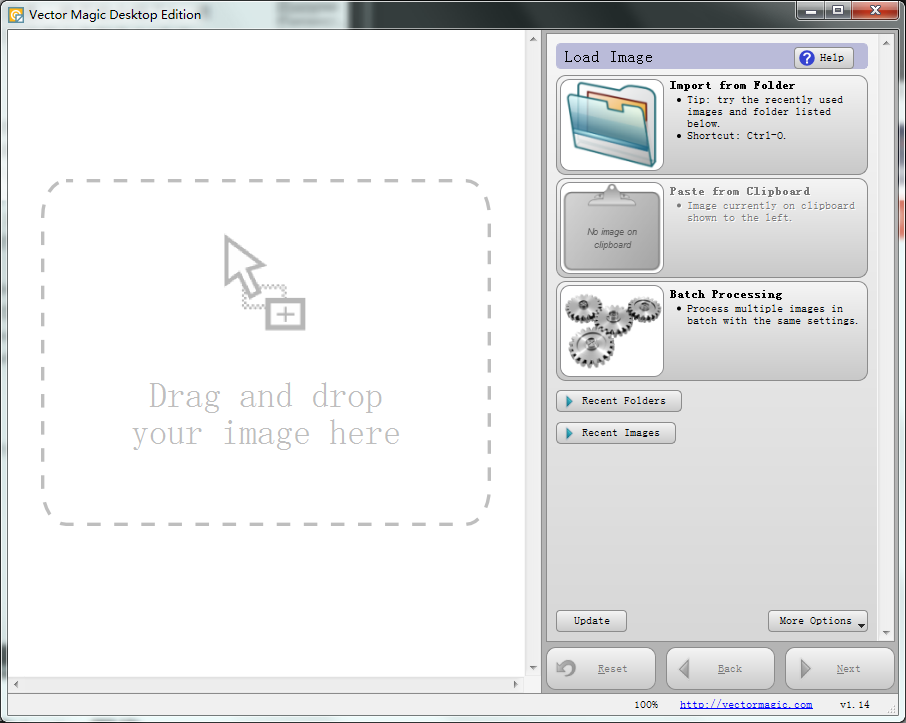 Vector Magic Desktop Edition
Drag and drop
your image here
Load Image
Help
Import from Folder
Tip: try the recently used
images and folder listed
below.
Shortcut: Ctrl-O.
Paste from Clipboard
Image currently on clipboard
shown to the left.
No image on
clipboard
Batch Processing
Process multiple images in
batch with the same settings.
Recent Folders
Recent Images
Update
More Options
Reset
Back
Next
100%
http://vectormagic.com
v1.14